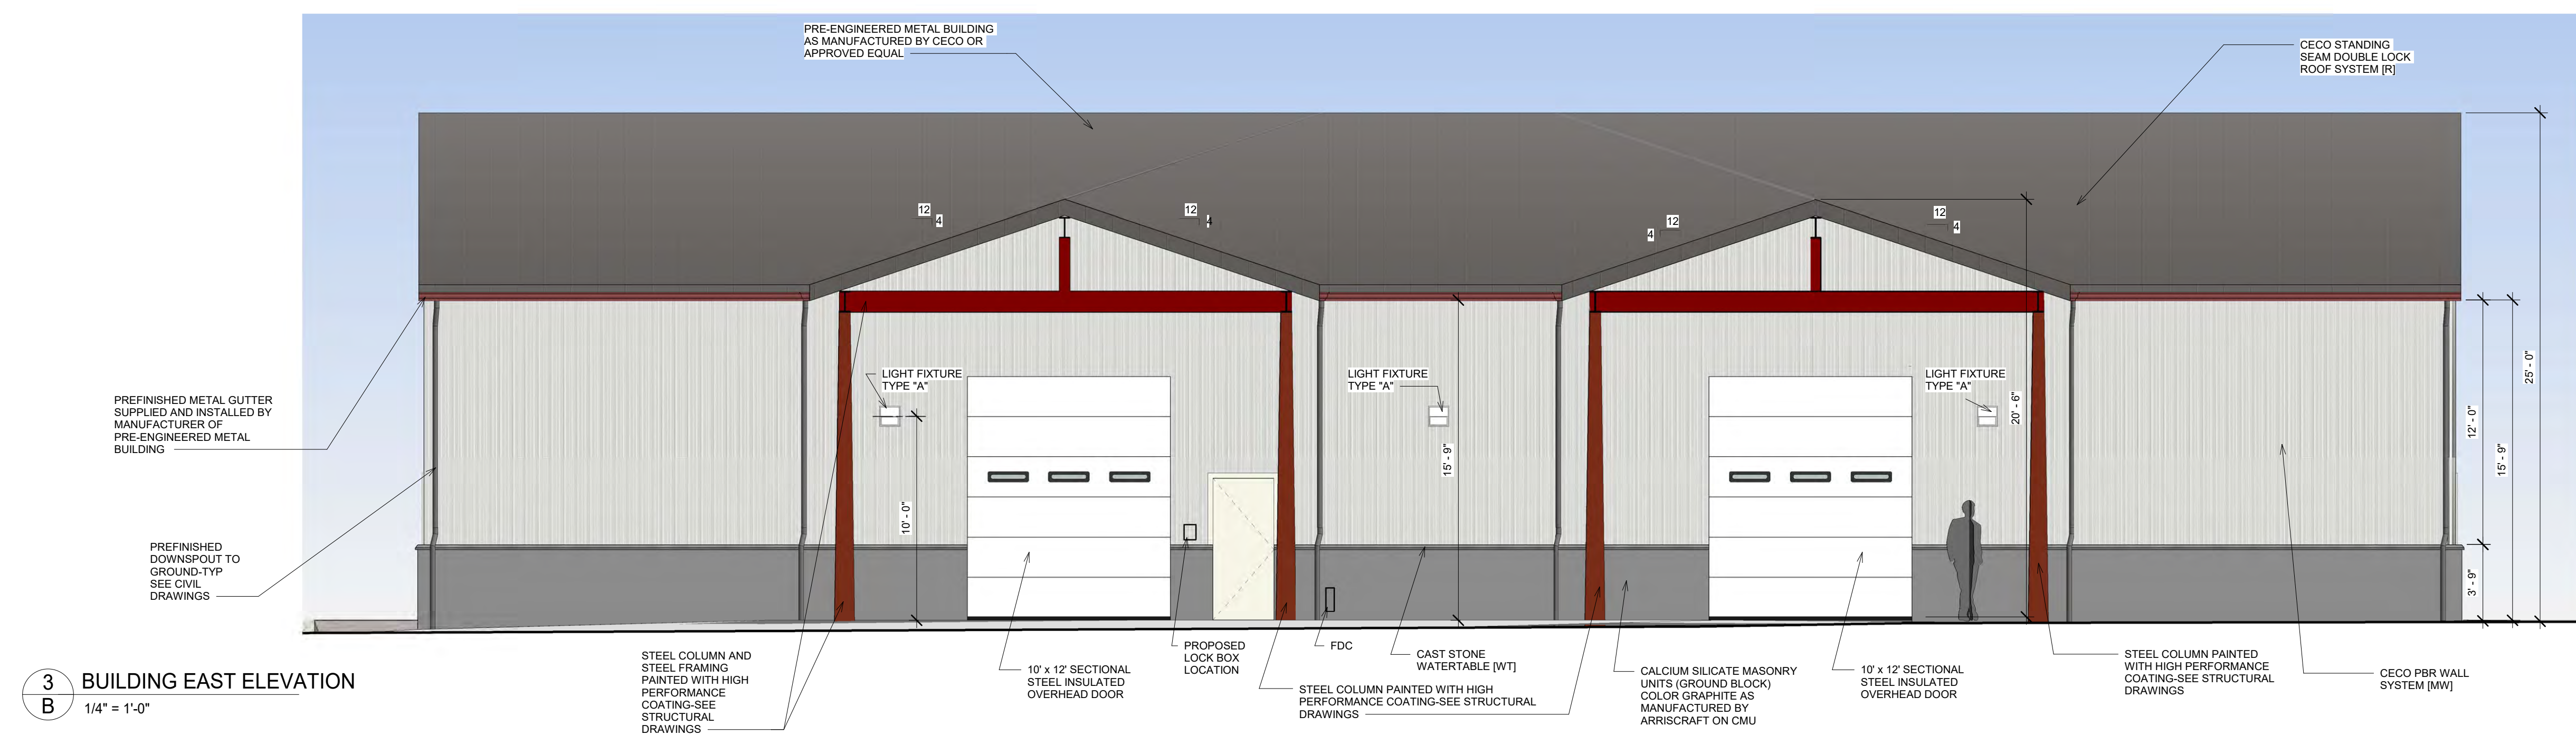 PRE-ENGINEERED METAL BUILDING
AS MANUFACTURED BY CECO OR
APPROVED EQUAL
CECO STANDING
SEAM DOUBLE LOCK
ROOF SYSTEM [R]
12
4
12
4
12
4
12
4
LIGHT FIXTURE
TYPE "A"
LIGHT FIXTURE
TYPE "A"
LIGHT FIXTURE
TYPE "A"
10' - 0"
15' - 9"
20' - 6"
12' - 0"
3' - 9"
15' - 9"
25' - 0"
PREFINISHED METAL GUTTER
SUPPLIED AND INSTALLED BY
MANUFACTURER OF
PRE-ENGINEERED METAL
BUILDING
PREFINISHED
DOWNSPOUT TO
GROUND-TYP
SEE CIVIL
DRAWINGS
STEEL COLUMN AND
STEEL FRAMING
PAINTED WITH HIGH
PERFORMANCE
COATING-SEE
STRUCTURAL
DRAWINGS
10' x 12' SECTIONAL
STEEL INSULATED
OVERHEAD DOOR
PROPOSED
LOCK BOX
LOCATION
FDC
STEEL COLUMN PAINTED WITH HIGH
PERFORMANCE COATING-SEE STRUCTURAL
DRAWINGS
CAST STONE
WATERTABLE [WT]
CALCIUM SILICATE MASONRY
UNITS (GROUND BLOCK)
COLOR GRAPHITE AS
MANUFACTURED BY
ARRISCRAFT ON CMU
10' x 12' SECTIONAL
STEEL INSULATED
OVERHEAD DOOR
STEEL COLUMN PAINTED
WITH HIGH PERFORMANCE
COATING-SEE STRUCTURAL
DRAWINGS
CECO PBR WALL
SYSTEM [MW]
3
B
BUILDING EAST ELEVATION
1/4" = 1'-0"